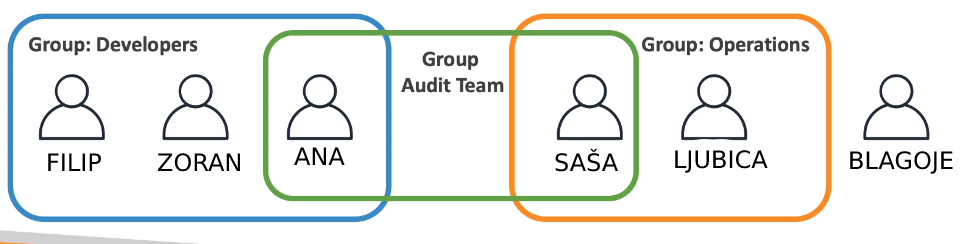 Group: Developers
Group
Audit Team
Group: Operations
FILIP
ZORAN
ANA
SAŠA
LJUBICA
BLAGOJE